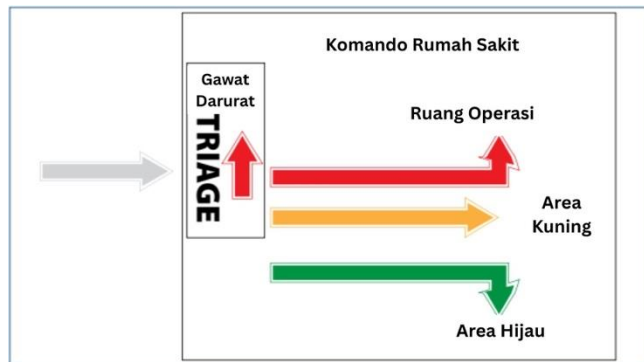 Komando Rumah Sakit
Gawat
Darurat
TRIAGE
Ruang Operasi
Area
Kuning
Area Hijau